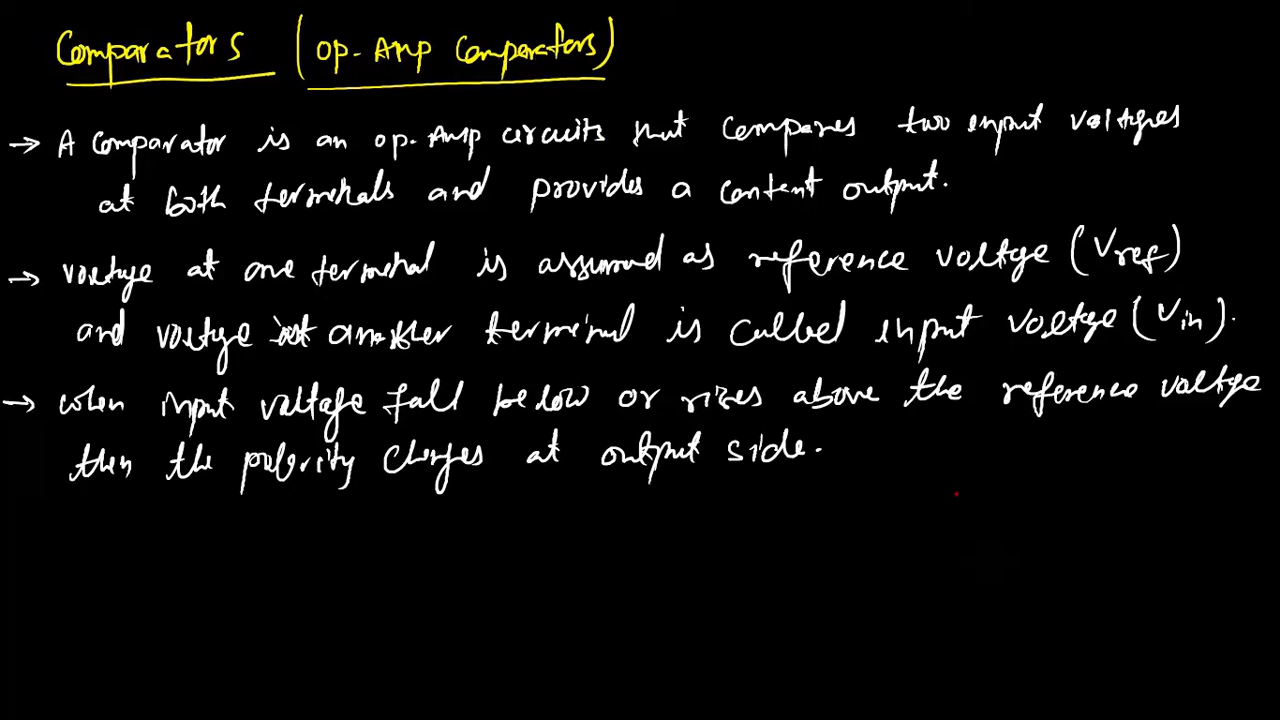 Comparators (Op-Amp Comparators)
→ A Comparator is an op-Amp circuits that compares two input voltages
at both terminals and provides a content output.
→ voltage at one terminal is assumed as reference voltage (Vref)
and voltage at another terminal is called input voltage (Vin).
→ when input voltage fall below or rises above the reference voltage
then the polarity changes at output side.